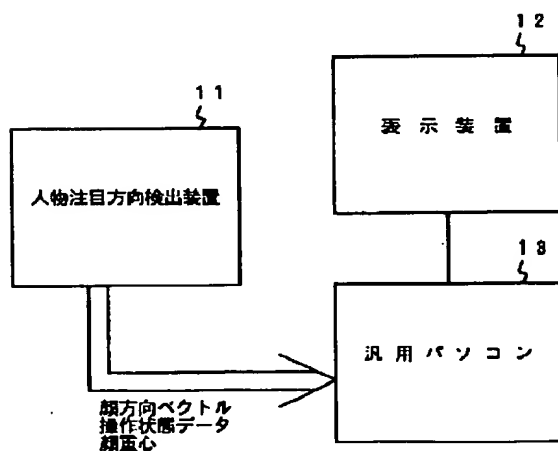 12
11
表示装置
人物注目方向検出装置
13
汎用パソコン
顔方向ベクトル
操作状態データ
顔重心